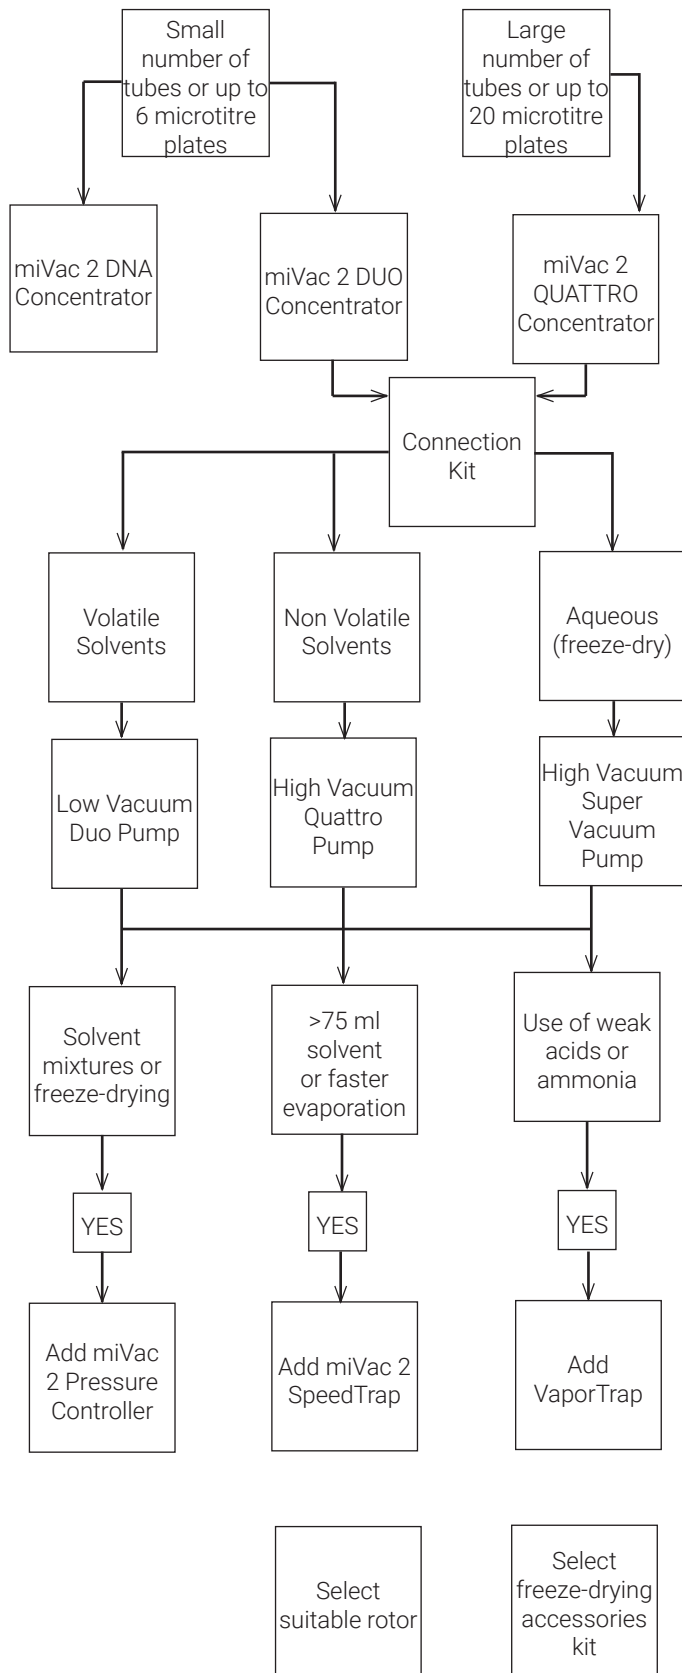 Small
number of
tubes or up to
6 microtitre
plates
Large
number of
tubes or up to
20 microtitre
plates
miVac 2 DNA
Concentrator
miVac 2 DUO
Concentrator
miVac 2
QUATTRO
Concentrator
Connection
Kit
Volatile
Solvents
Non Volatile
Solvents
Aqueous
(freeze-dry)
Low Vacuum
Duo Pump
High Vacuum
Quattro
Pump
High Vacuum
Super
Vacuum
Pump
Solvent
mixtures or
freeze-drying
>75 ml
solvent
or faster
evaporation
Use of weak
acids or
ammonia
YES
YES
YES
Add miVac
2 Pressure
Controller
Add miVac 2
SpeedTrap
Add
VaporTrap
Select
suitable rotor
Select
freeze-drying
accessories
kit